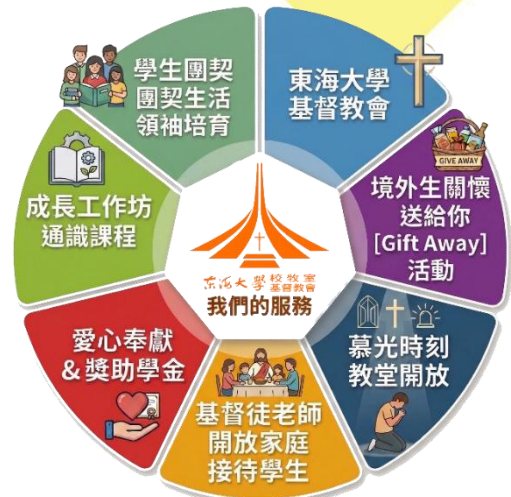 學生團契
團契生活
領袖培育
東海大學
基督教會
境外生關懷
送給你
[Gift Away]
活動
GIVE AWAY
慕光時刻
教堂開放
基督徒老師
開放家庭
接待學生
愛心奉獻
&獎助學金
成長工作坊
通識課程
東海大學 校牧室
基督教會
我們的服務